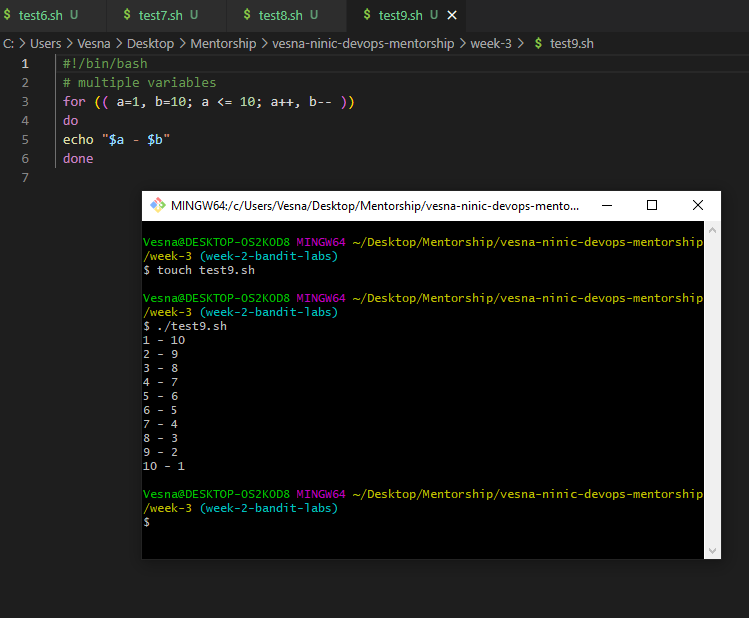 $ test6.sh U $ test7.sh U $ test8.sh U $ test9.sh U
C: > Users > Vesna > Desktop > Mentorship > vesna-ninic-devops-mentorship > week-3 > $ test9.sh
1 #!/bin/bash
2 # multiple variables
3 for (( a=1, b=10; a <= 10; a++, b-- ))
4 do
5 echo "$a - $b"
6 done
7
MINGW64:/c/Users/Vesna/Desktop/Mentorship/vesna-ninic-devops-mento...
Vesna@DESKTOP-OS2KOD8 MINGW64 ~/Desktop/Mentorship/vesna-ninic-devops-mentorship
/week-3 (week-2-bandit-labs)
$ touch test9.sh
Vesna@DESKTOP-OS2KOD8 MINGW64 ~/Desktop/Mentorship/vesna-ninic-devops-mentorship
/week-3 (week-2-bandit-labs)
$ ./test9.sh
1 - 10
2 - 9
3 - 8
4 - 7
5 - 6
6 - 5
7 - 4
8 - 3
9 - 2
10 - 1
Vesna@DESKTOP-OS2KOD8 MINGW64 ~/Desktop/Mentorship/vesna-ninic-devops-mentorship
/week-3 (week-2-bandit-labs)
$